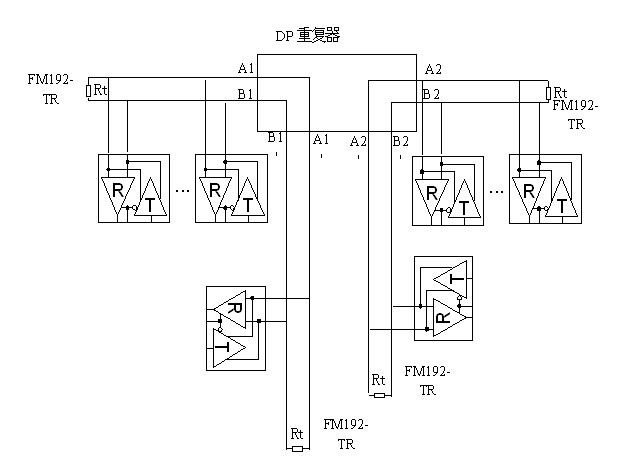 DP 重复器
A1
A2
FM192-
TR
Rt
B1
B2
Rt
FM192-
TR
B1
A1
A2
B2
R
T
...
R
T
R
T
...
R
T
R
T
T
R
Rt
FM192-
TR
Rt
FM192-
TR